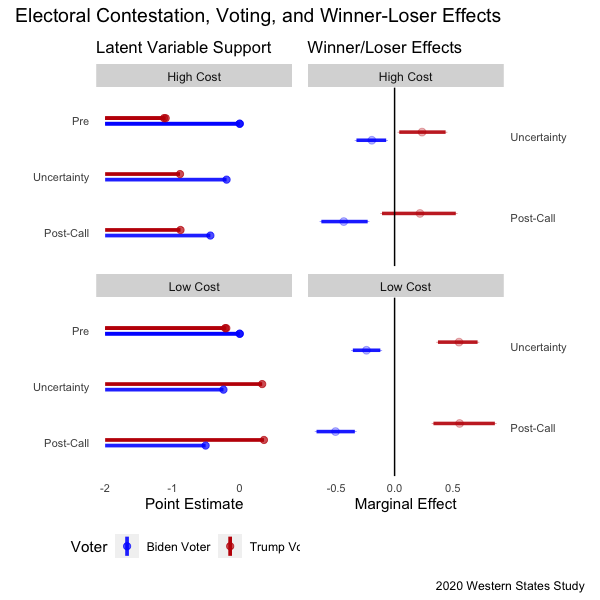 Electoral Contestation, Voting, and Winner-Loser Effects
Latent Variable Support
Winner/Loser Effects
High Cost
High Cost
Pre
Uncertainty
Post-Call
Uncertainty
Post-Call
Low Cost
Low Cost
Pre
Uncertainty
Post-Call
Uncertainty
Post-Call
-2 -1 0
-0.5 0.0 0.5
Point Estimate
Marginal Effect
Voter Biden Voter Trump Vo
2020 Western States Study